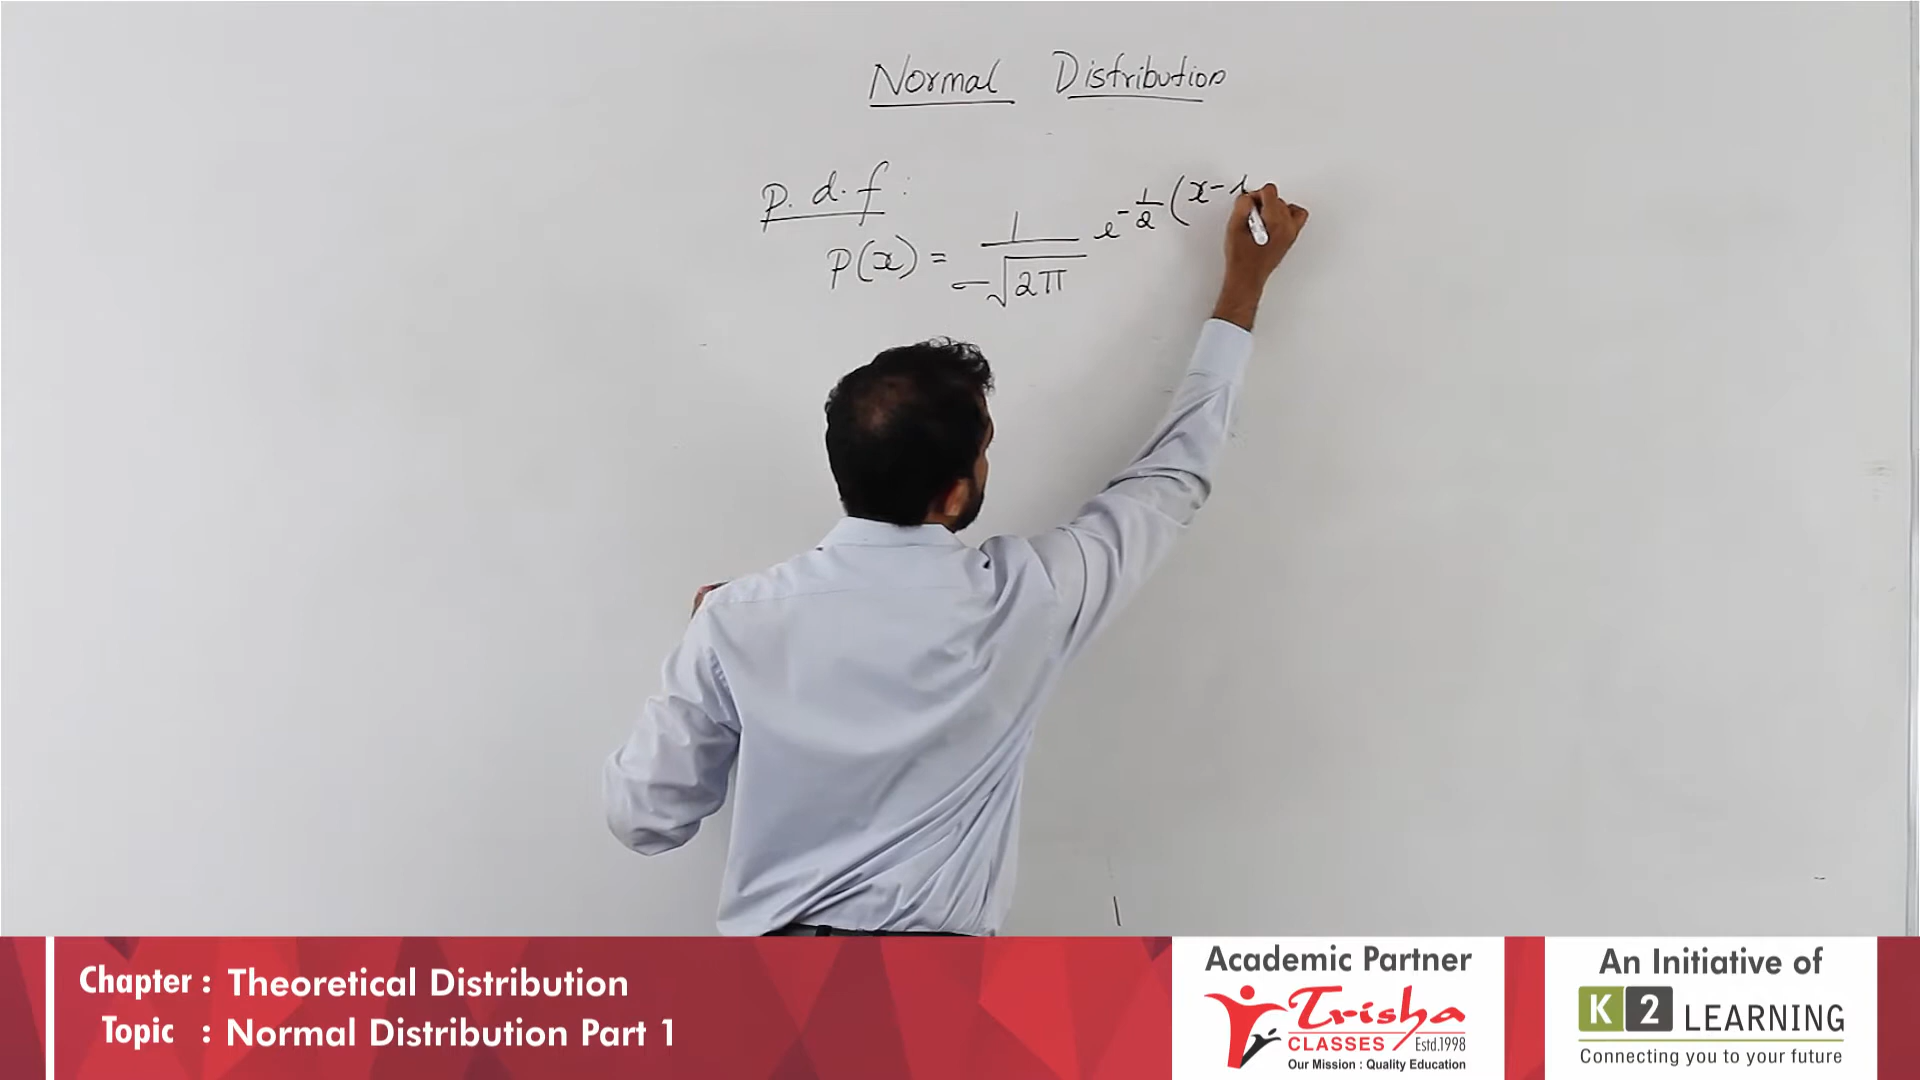 Normal Distribution
p. d. f :
P(x) = 1/σ√2π e^-1/2(x-
Chapter : Theoretical Distribution
Topic : Normal Distribution Part 1
Academic Partner
Trisha
CLASSES Estd.1998
Our Mission : Quality Education
An Initiative of
K2 LEARNING
Connecting you to your future